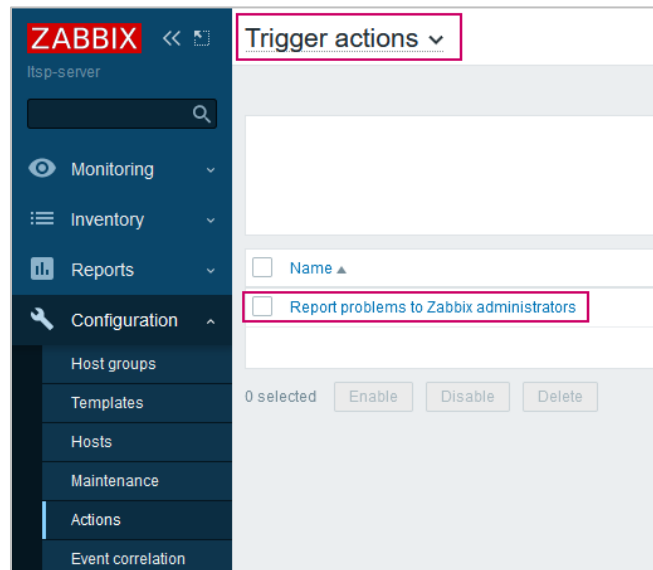 ZABBIX
ltsp-server
Trigger actions
Monitoring
Inventory
Reports
Configuration
Host groups
Templates
Hosts
Maintenance
Actions
Event correlation
Name
Report problems to Zabbix administrators
0 selected Enable Disable Delete